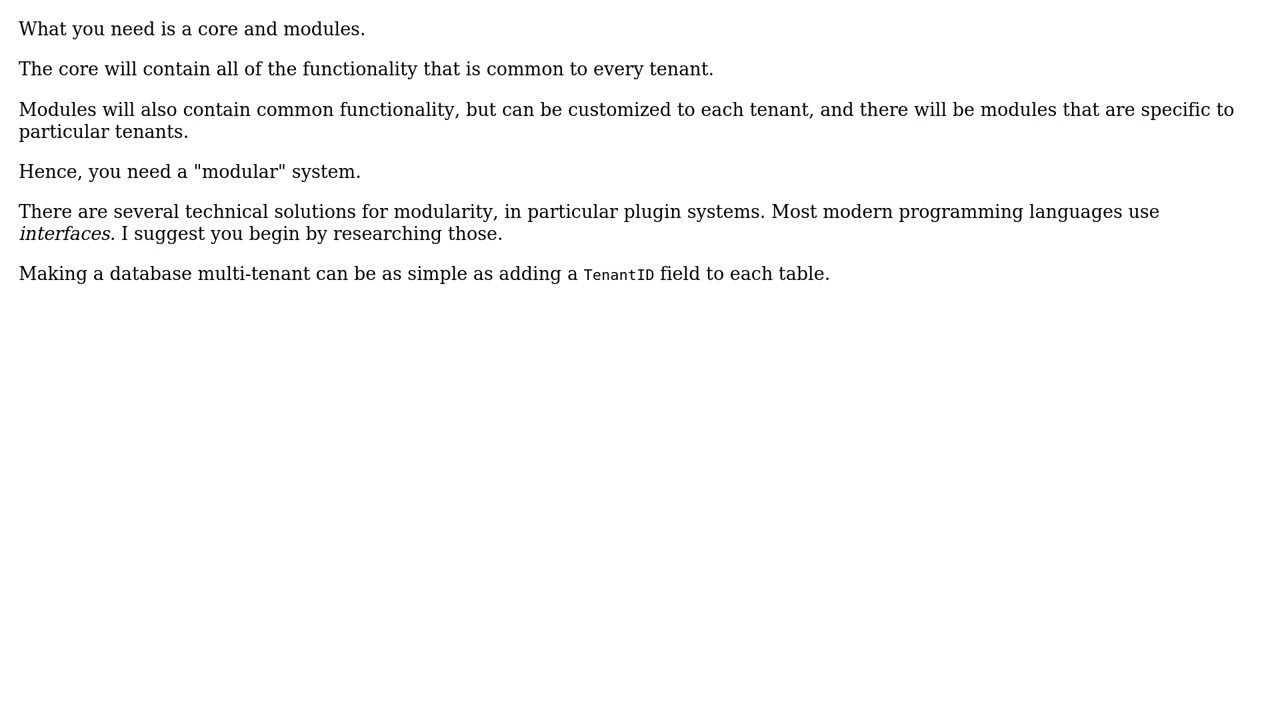 What you need is a core and modules.
The core will contain all of the functionality that is common to every tenant.
Modules will also contain common functionality, but can be customized to each tenant, and there will be modules that are specific to
particular tenants.
Hence, you need a "modular" system.
There are several technical solutions for modularity, in particular plugin systems. Most modern programming languages use
interfaces. I suggest you begin by researching those.
Making a database multi-tenant can be as simple as adding a TenantID field to each table.